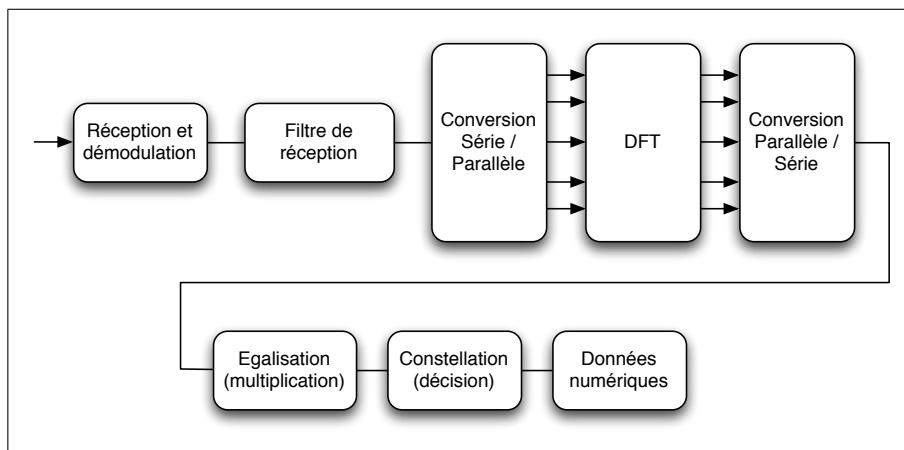 Réception et
démodulation
Filtre de
réception
Conversion
Série /
Parallèle
DFT
Conversion
Parallèle /
Série
Egalisation
(multiplication)
Constellation
(décision)
Données
numériques